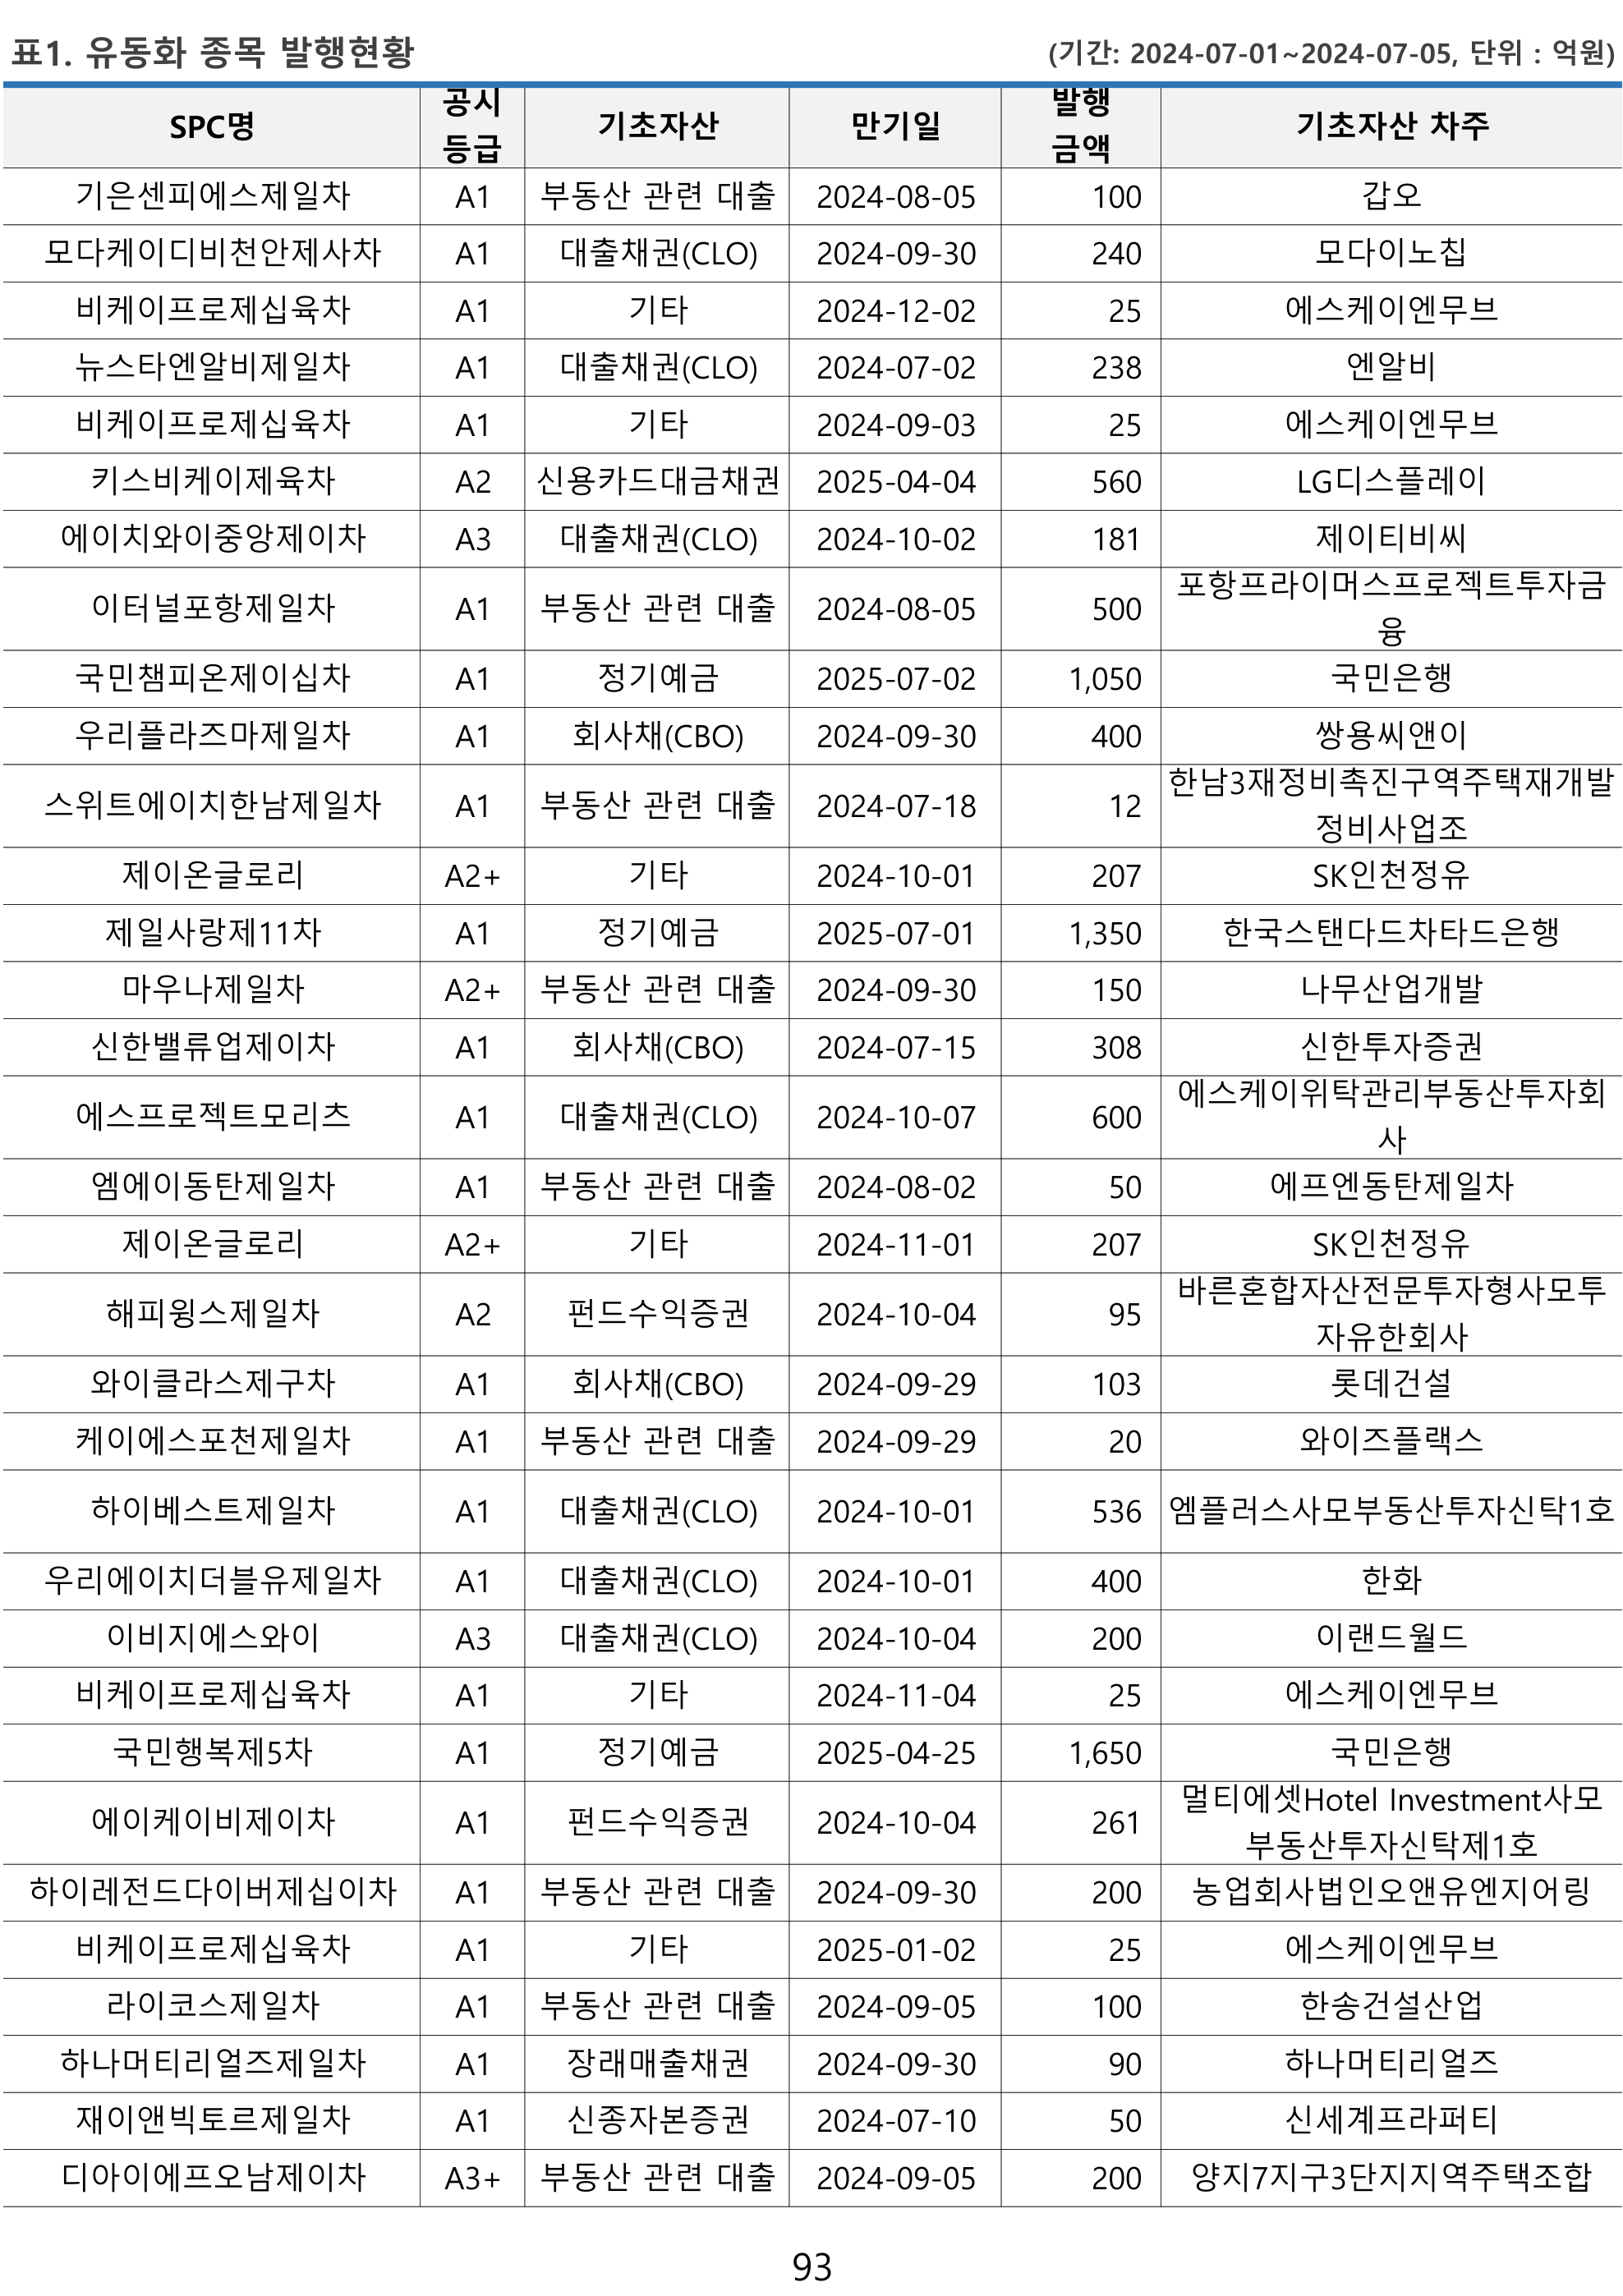 표1. 유동화 종목 발행현황 (기간: 2024-07-01~2024-07-05, 단위 : 억원)
SPC명 공시 등급 기초자산 만기일 발행 금액 기초자산 차주
기은센피에스제일차 A1 부동산 관련 대출 2024-08-05 100 갑오
모다케이디비천안제사차 A1 대출채권(CLO) 2024-09-30 240 모다이노칩
비케이프로제십육차 A1 기타 2024-12-02 25 에스케이엔무브
뉴스타엔알비제일차 A1 대출채권(CLO) 2024-07-02 238 엔알비
비케이프로제십육차 A1 기타 2024-09-03 25 에스케이엔무브
키스비케이제육차 A2 신용카드대금채권 2025-04-04 560 LG디스플레이
에이치와이중앙제이차 A3 대출채권(CLO) 2024-10-02 181 제이티비씨
이터널포항제일차 A1 부동산 관련 대출 2024-08-05 500 포항프라이머스프로젝트투자금
융
국민챔피온제이십차 A1 정기예금 2025-07-02 1,050 국민은행
우리플라즈마제일차 A1 회사채(CBO) 2024-09-30 400 쌍용씨앤이
스위트에이치한남제일차 A1 부동산 관련 대출 2024-07-18 12 한남3재정비촉진구역주택재개발
정비사업조
제이온글로리 A2+ 기타 2024-10-01 207 SK인천정유
제일사랑제11차 A1 정기예금 2025-07-01 1,350 한국스탠다드차타드은행
마우나제일차 A2+ 부동산 관련 대출 2024-09-30 150 나무산업개발
신한밸류업제이차 A1 회사채(CBO) 2024-07-15 308 신한투자증권
에스프로젝트모리츠 A1 대출채권(CLO) 2024-10-07 600 에스케이위탁관리부동산투자회
사
엠에이동탄제일차 A1 부동산 관련 대출 2024-08-02 50 에프엔동탄제일차
제이온글로리 A2+ 기타 2024-11-01 207 SK인천정유
해피윙스제일차 A2 펀드수익증권 2024-10-04 95 바른혼합자산전문투자형사모투
자유한회사
와이클라스제구차 A1 회사채(CBO) 2024-09-29 103 롯데건설
케이에스포천제일차 A1 부동산 관련 대출 2024-09-29 20 와이즈플랙스
하이베스트제일차 A1 대출채권(CLO) 2024-10-01 536 엠플러스사모부동산투자신탁1호
우리에이치더블유제일차 A1 대출채권(CLO) 2024-10-01 400 한화
이비지에스와이 A3 대출채권(CLO) 2024-10-04 200 이랜드월드
비케이프로제십육차 A1 기타 2024-11-04 25 에스케이엔무브
국민행복제5차 A1 정기예금 2025-04-25 1,650 국민은행
에이케이비제이차 A1 펀드수익증권 2024-10-04 261 멀티에셋Hotel Investment사모
부동산투자신탁제1호
하이레전드다이버제십이차 A1 부동산 관련 대출 2024-09-30 200 농업회사법인오앤유엔지어링
비케이프로제십육차 A1 기타 2025-01-02 25 에스케이엔무브
라이코스제일차 A1 부동산 관련 대출 2024-09-05 100 한송건설산업
하나머티리얼즈제일차 A1 장래매출채권 2024-09-30 90 하나머티리얼즈
재이앤빅토르제일차 A1 신종자본증권 2024-07-10 50 신세계프라퍼티
디아이에프오남제이차 A3+ 부동산 관련 대출 2024-09-05 200 양지7지구3단지지역주택조합
93